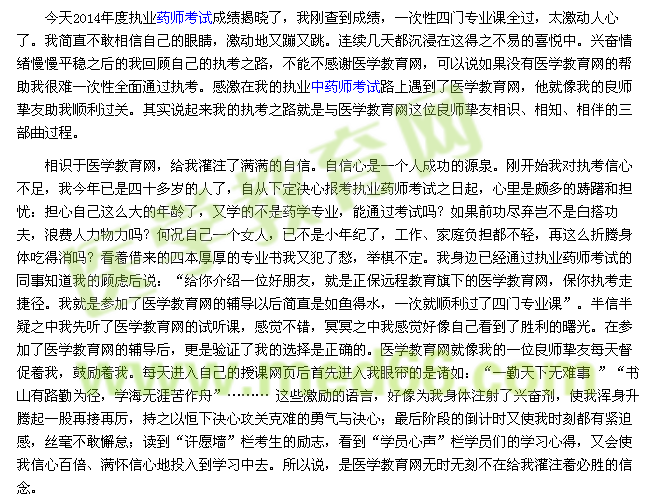 今天2014年度执业药师考试成绩揭晓了，我刚查到成绩，一次性四门专业课全过，太激动人心
了。我简直不敢相信自己的眼睛，激动地又蹦又跳。连续几天都沉浸在这得之不易的喜悦中。兴奋情
绪慢慢平稳之后的我回顾自己的执考之路，不能不感谢医学教育网，可以说如果没有医学教育网的帮
助我很难一次性全面通过执考。感激在我的执业中药师考试路上遇到了医学教育网，他就像我的良师
挚友助我顺利过关。其实说起来我的执考之路就是与医学教育网这位良师挚友相识、相知、相伴的三
部曲过程。
相识于医学教育网，给我灌注了满满的自信。自信心是一个人成功的源泉。刚开始我对执考信心
不足，我今年已是四十多岁的人了，自从下定决心报考执业药师考试之日起，心里是颇多的踌躇和担
忧：担心自己这么大的年龄了，又学的不是药学专业，能通过考试吗？如果前功尽弃岂不是白搭功
夫，浪费人力物力吗？何况自己一个女人，已不是小年纪了，工作、家庭负担都不轻，再这么折腾身
体吃得消吗？看着借来的四本厚厚的专业书我又犯了愁，举棋不定。我身边已经通过执业药师考试的
同事知道我的顾虑后说：“给你介绍一位好朋友，就是正保远程教育旗下的医学教育网，保你执考走
捷径。我就是参加了医学教育网的辅导以后简直是如鱼得水，一次就顺利过了四门专业课”。半信半
疑之中我先听了医学教育网的试听课，感觉不错，冥冥之中我感觉好像自己看到了胜利的曙光。在参
加了医学教育网的辅导后，更是验证了我的选择是正确的。医学教育网就像我的一位良师挚友每天督
促着我，鼓励着我。每天进入自己的授课网页后首先进入我眼帘的是诸如：“一勤天下无难事 ”“书
山有路勤为径，学海无涯苦作舟”……… 这些激励的语言，好像为我身体注射了兴奋剂，使我浑身升
腾起一股再接再厉，持之以恒下决心攻关克难的勇气与决心；最后阶段的倒计时又使我时刻都有紧迫
感，丝毫不敢懈怠；读到“许愿墙”栏考生的励志，看到“学员心声”栏学员们的学习心得，又会使
我信心百倍、满怀信心地投入到学习中去。所以说，是医学教育网无时无刻不在给我灌注着必胜的信
念。
医学教育网
www.med66.com